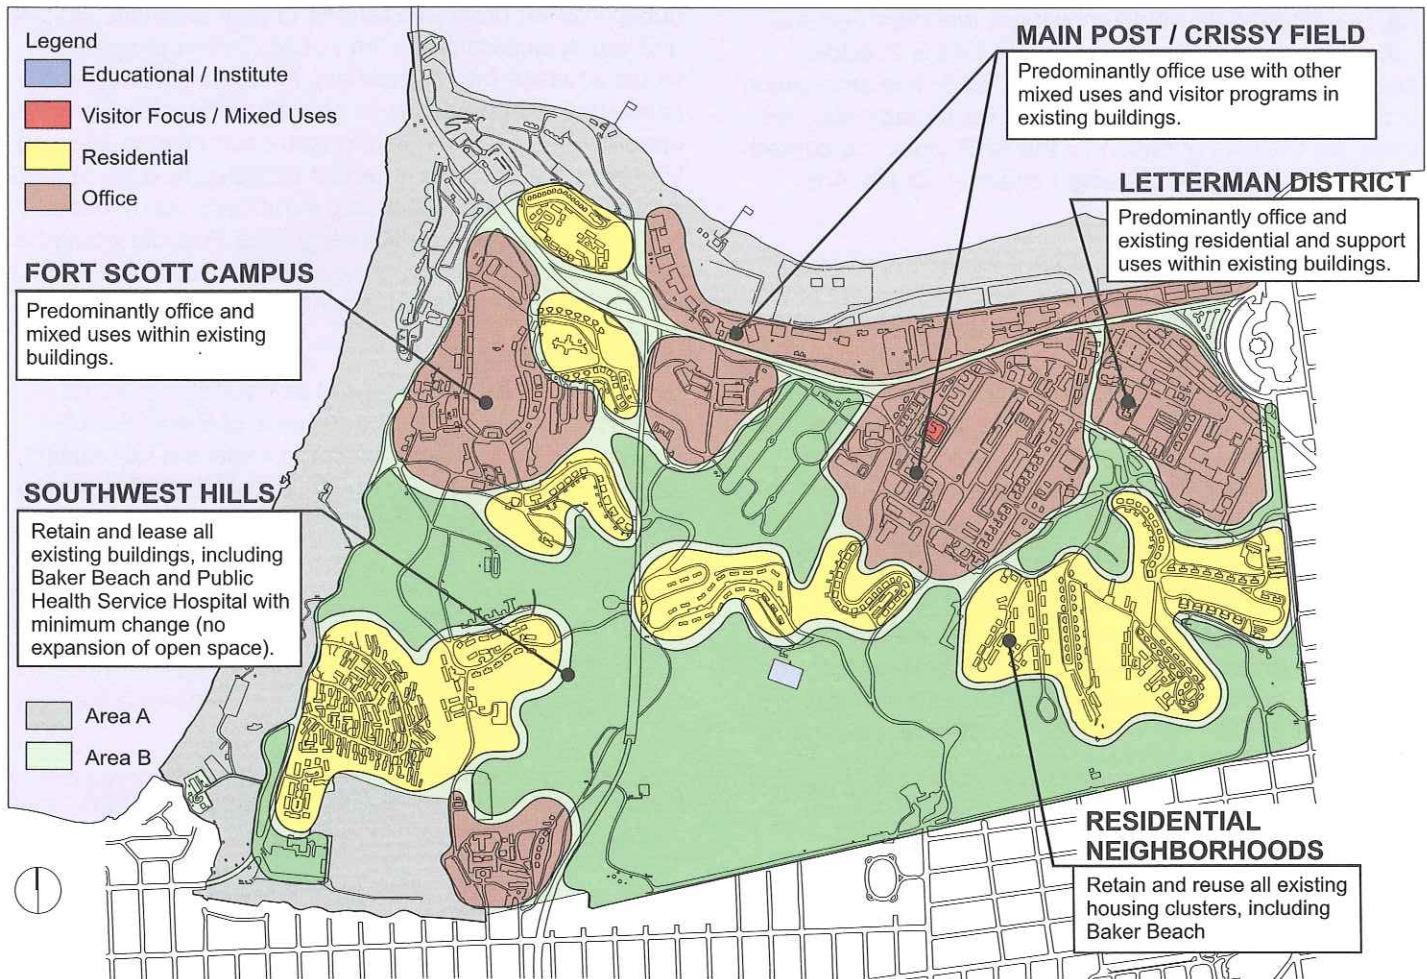 Legend
Educational / Institute
Visitor Focus / Mixed Uses
Residential
Office
MAIN POST / CRISSY FIELD
Predominantly office use with other
mixed uses and visitor programs in
existing buildings.
LETTERMAN DISTRICT
Predominantly office and
existing residential and support
uses within existing buildings.
FORT SCOTT CAMPUS
Predominantly office and
mixed uses within existing
buildings.
SOUTHWEST HILLS
Retain and lease all
existing buildings, including
Baker Beach and Public
Health Service Hospital with
minimum change (no
expansion of open space).
Area A
Area B
RESIDENTIAL
NEIGHBORHOODS
Retain and reuse all existing
housing clusters, including
Baker Beach